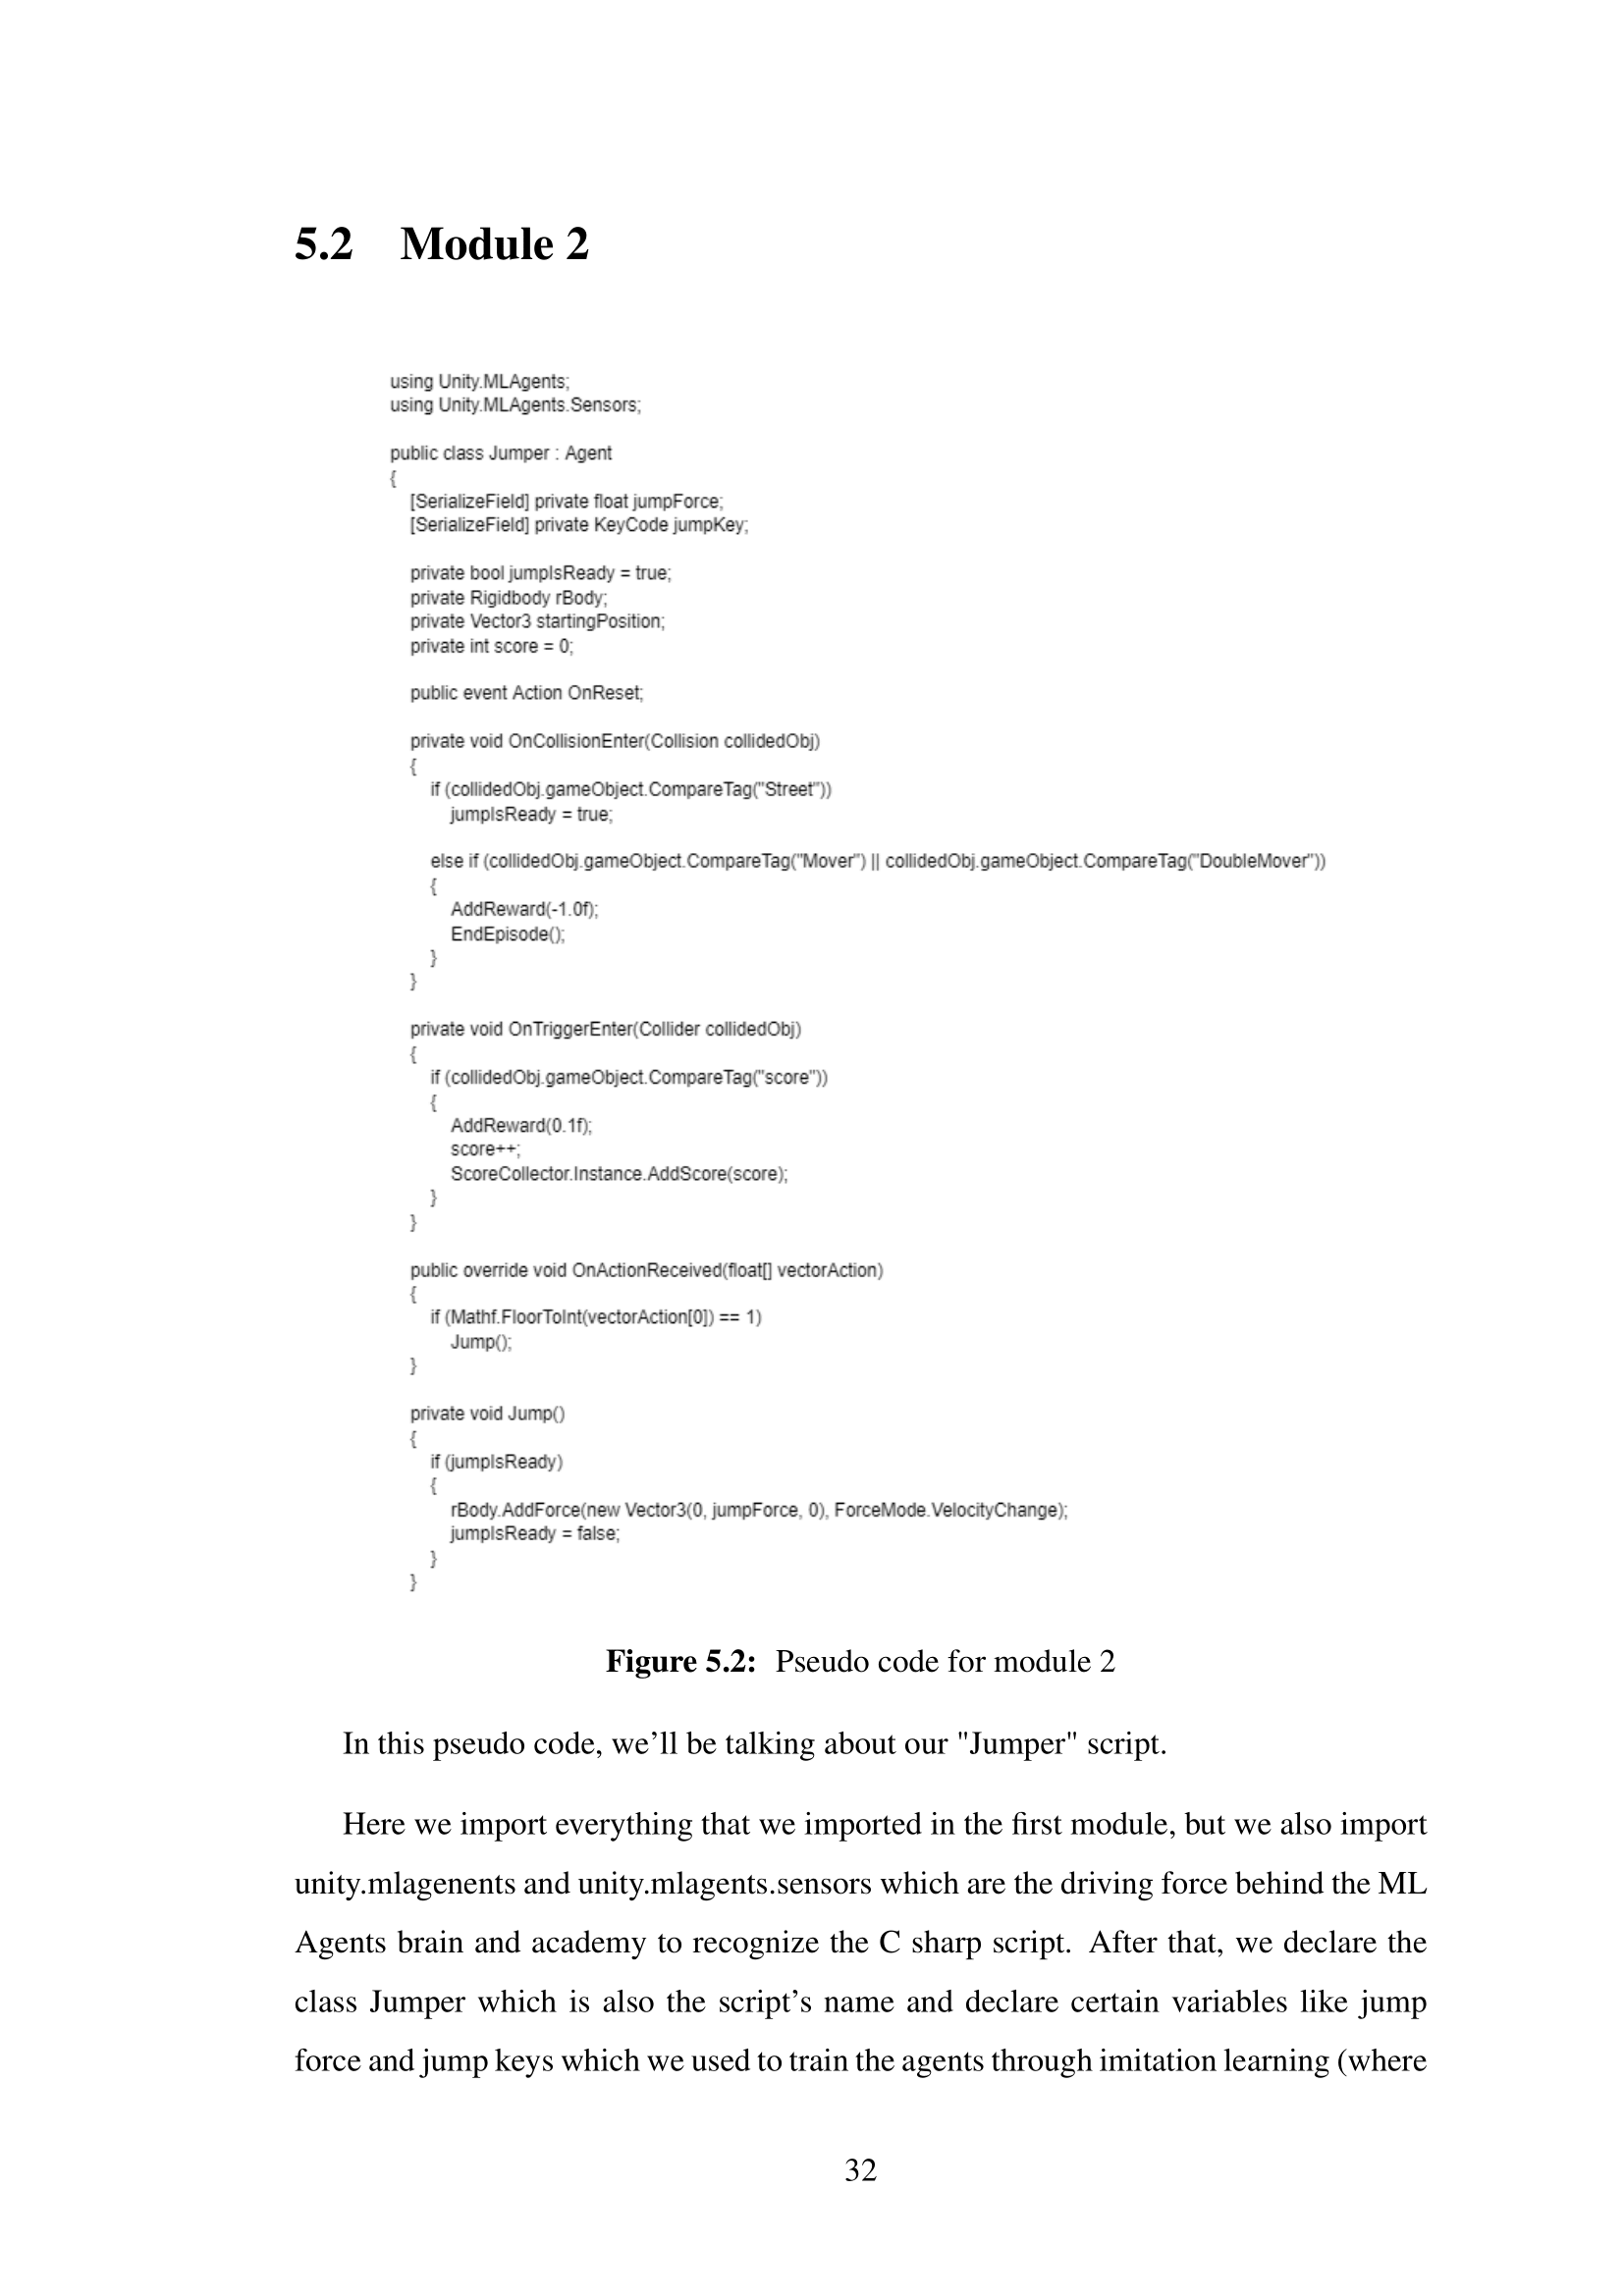 5.2 Module 2
using Unity.MLAgents;
using Unity.MLAgents.Sensors;
public class Jumper : Agent
{
[SerializeField] private float jumpForce;
[SerializeField] private KeyCode jumpKey;
private bool jumpIsReady = true;
private Rigidbody rBody;
private Vector3 startingPosition;
private int score = 0;
public event Action OnReset;
private void OnCollisionEnter(Collision collidedObj)
{
if (collidedObj.gameObject.CompareTag("Street"))
jumpIsReady = true;
else if (collidedObj.gameObject.CompareTag("Mover") || collidedObj.gameObject.CompareTag("DoubleMover"))
{
AddReward(-1.0f);
EndEpisode();
}
}
private void OnTriggerEnter(Collider collidedObj)
{
if (collidedObj.gameObject.CompareTag("score"))
{
AddReward(0.1f);
score++;
ScoreCollector.Instance.AddScore(score);
}
}
public override void OnActionReceived(float[] vectorAction)
{
if (Mathf.FloorToInt(vectorAction[0]) == 1)
Jump();
}
private void Jump()
{
if (jumpIsReady)
{
rBody.AddForce(new Vector3(0, jumpForce, 0), ForceMode.VelocityChange);
jumpIsReady = false;
}
}
Figure 5.2: Pseudo code for module 2
In this pseudo code, we'll be talking about our "Jumper" script.
Here we import everything that we imported in the first module, but we also import
unity.mlagenents and unity.mlagents.sensors which are the driving force behind the ML
Agents brain and academy to recognize the C sharp script. After that, we declare the
class Jumper which is also the script's name and declare certain variables like jump
force and jump keys which we used to train the agents through imitation learning (where
32